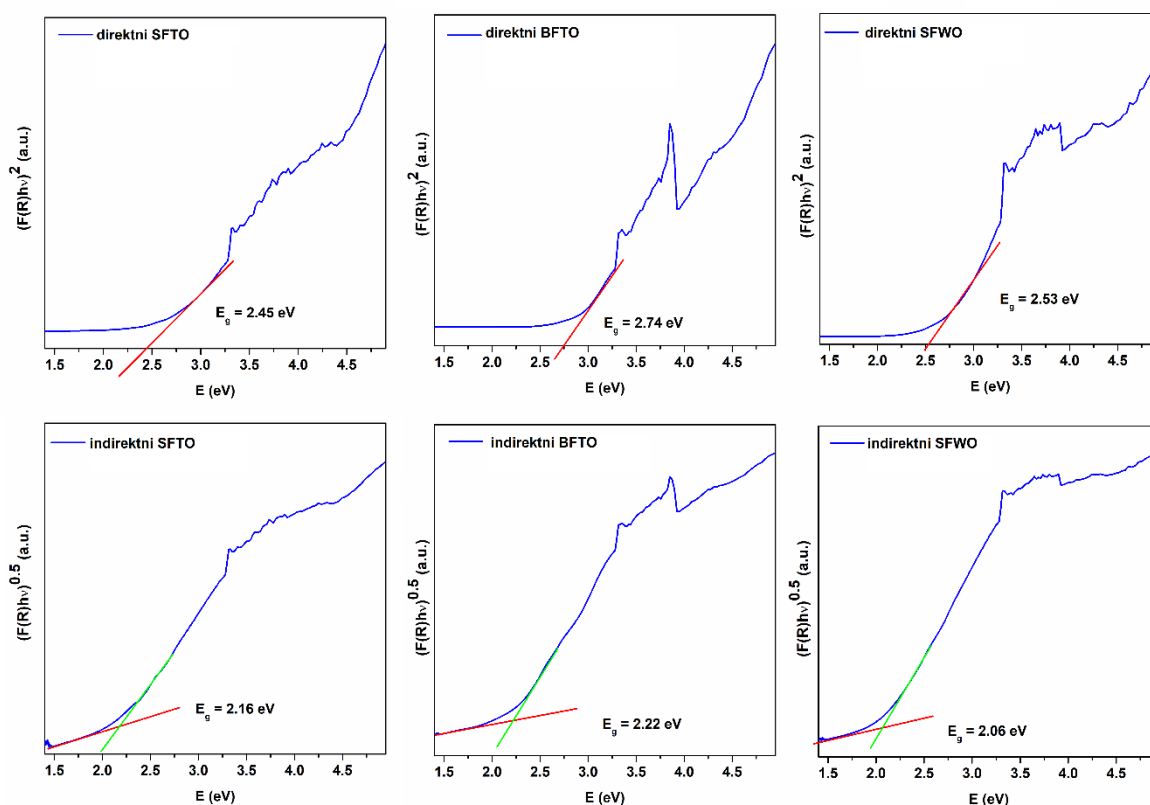 direktni SFTO
(F(R)hν)² (a.u.)
E_g = 2.45 eV
1.5 2.0 2.5 3.0 3.5 4.0 4.5
E (eV)
direktni BFTO
(F(R)hν)² (a.u.)
E_g = 2.74 eV
1.5 2.0 2.5 3.0 3.5 4.0 4.5
E (eV)
direktni SFWO
(F(R)hν)² (a.u.)
E_g = 2.53 eV
1.5 2.0 2.5 3.0 3.5 4.0 4.5
E (eV)
indirektni SFTO
(F(R)hν)^0.5 (a.u.)
E_g = 2.16 eV
1.5 2.0 2.5 3.0 3.5 4.0 4.5
E (eV)
indirektni BFTO
(F(R)hν)^0.5 (a.u.)
E_g = 2.22 eV
1.5 2.0 2.5 3.0 3.5 4.0 4.5
E (eV)
indirektni SFWO
(F(R)hν)^0.5 (a.u.)
E_g = 2.06 eV
1.5 2.0 2.5 3.0 3.5 4.0 4.5
E (eV)